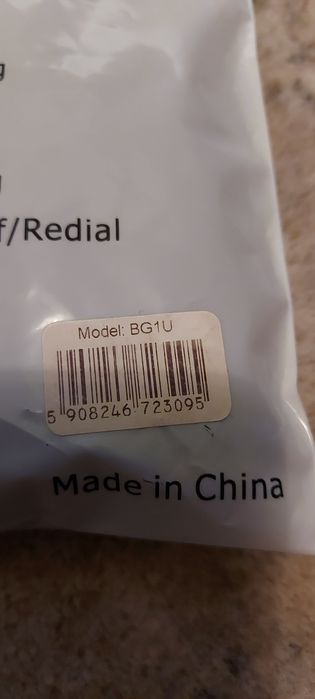 g
f/Redial
Model: BG1U
5 908246 723095
Made in China